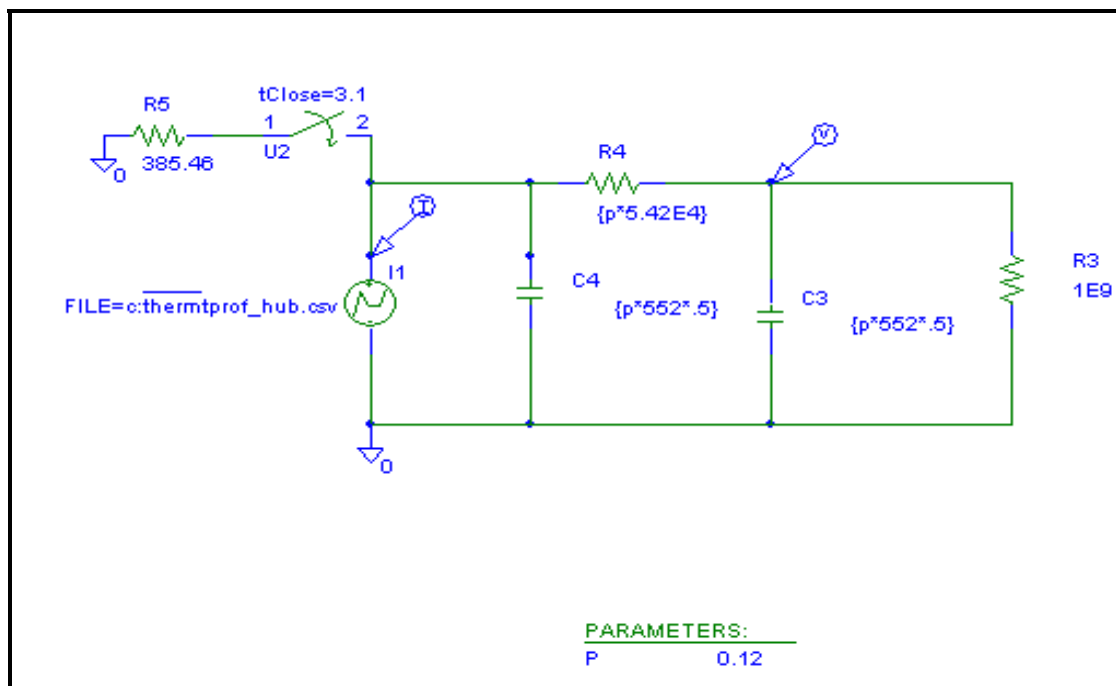 tClose=3.1
R5
1
2
U2
385.46
0
R4
V
{p*5.42E4}
I
R3
1E9
I1
C4
C3
FILE=c:thermtprof_hub.csv
{p*552*.5}
{p*552*.5}
0
PARAMETERS:
P 0.12